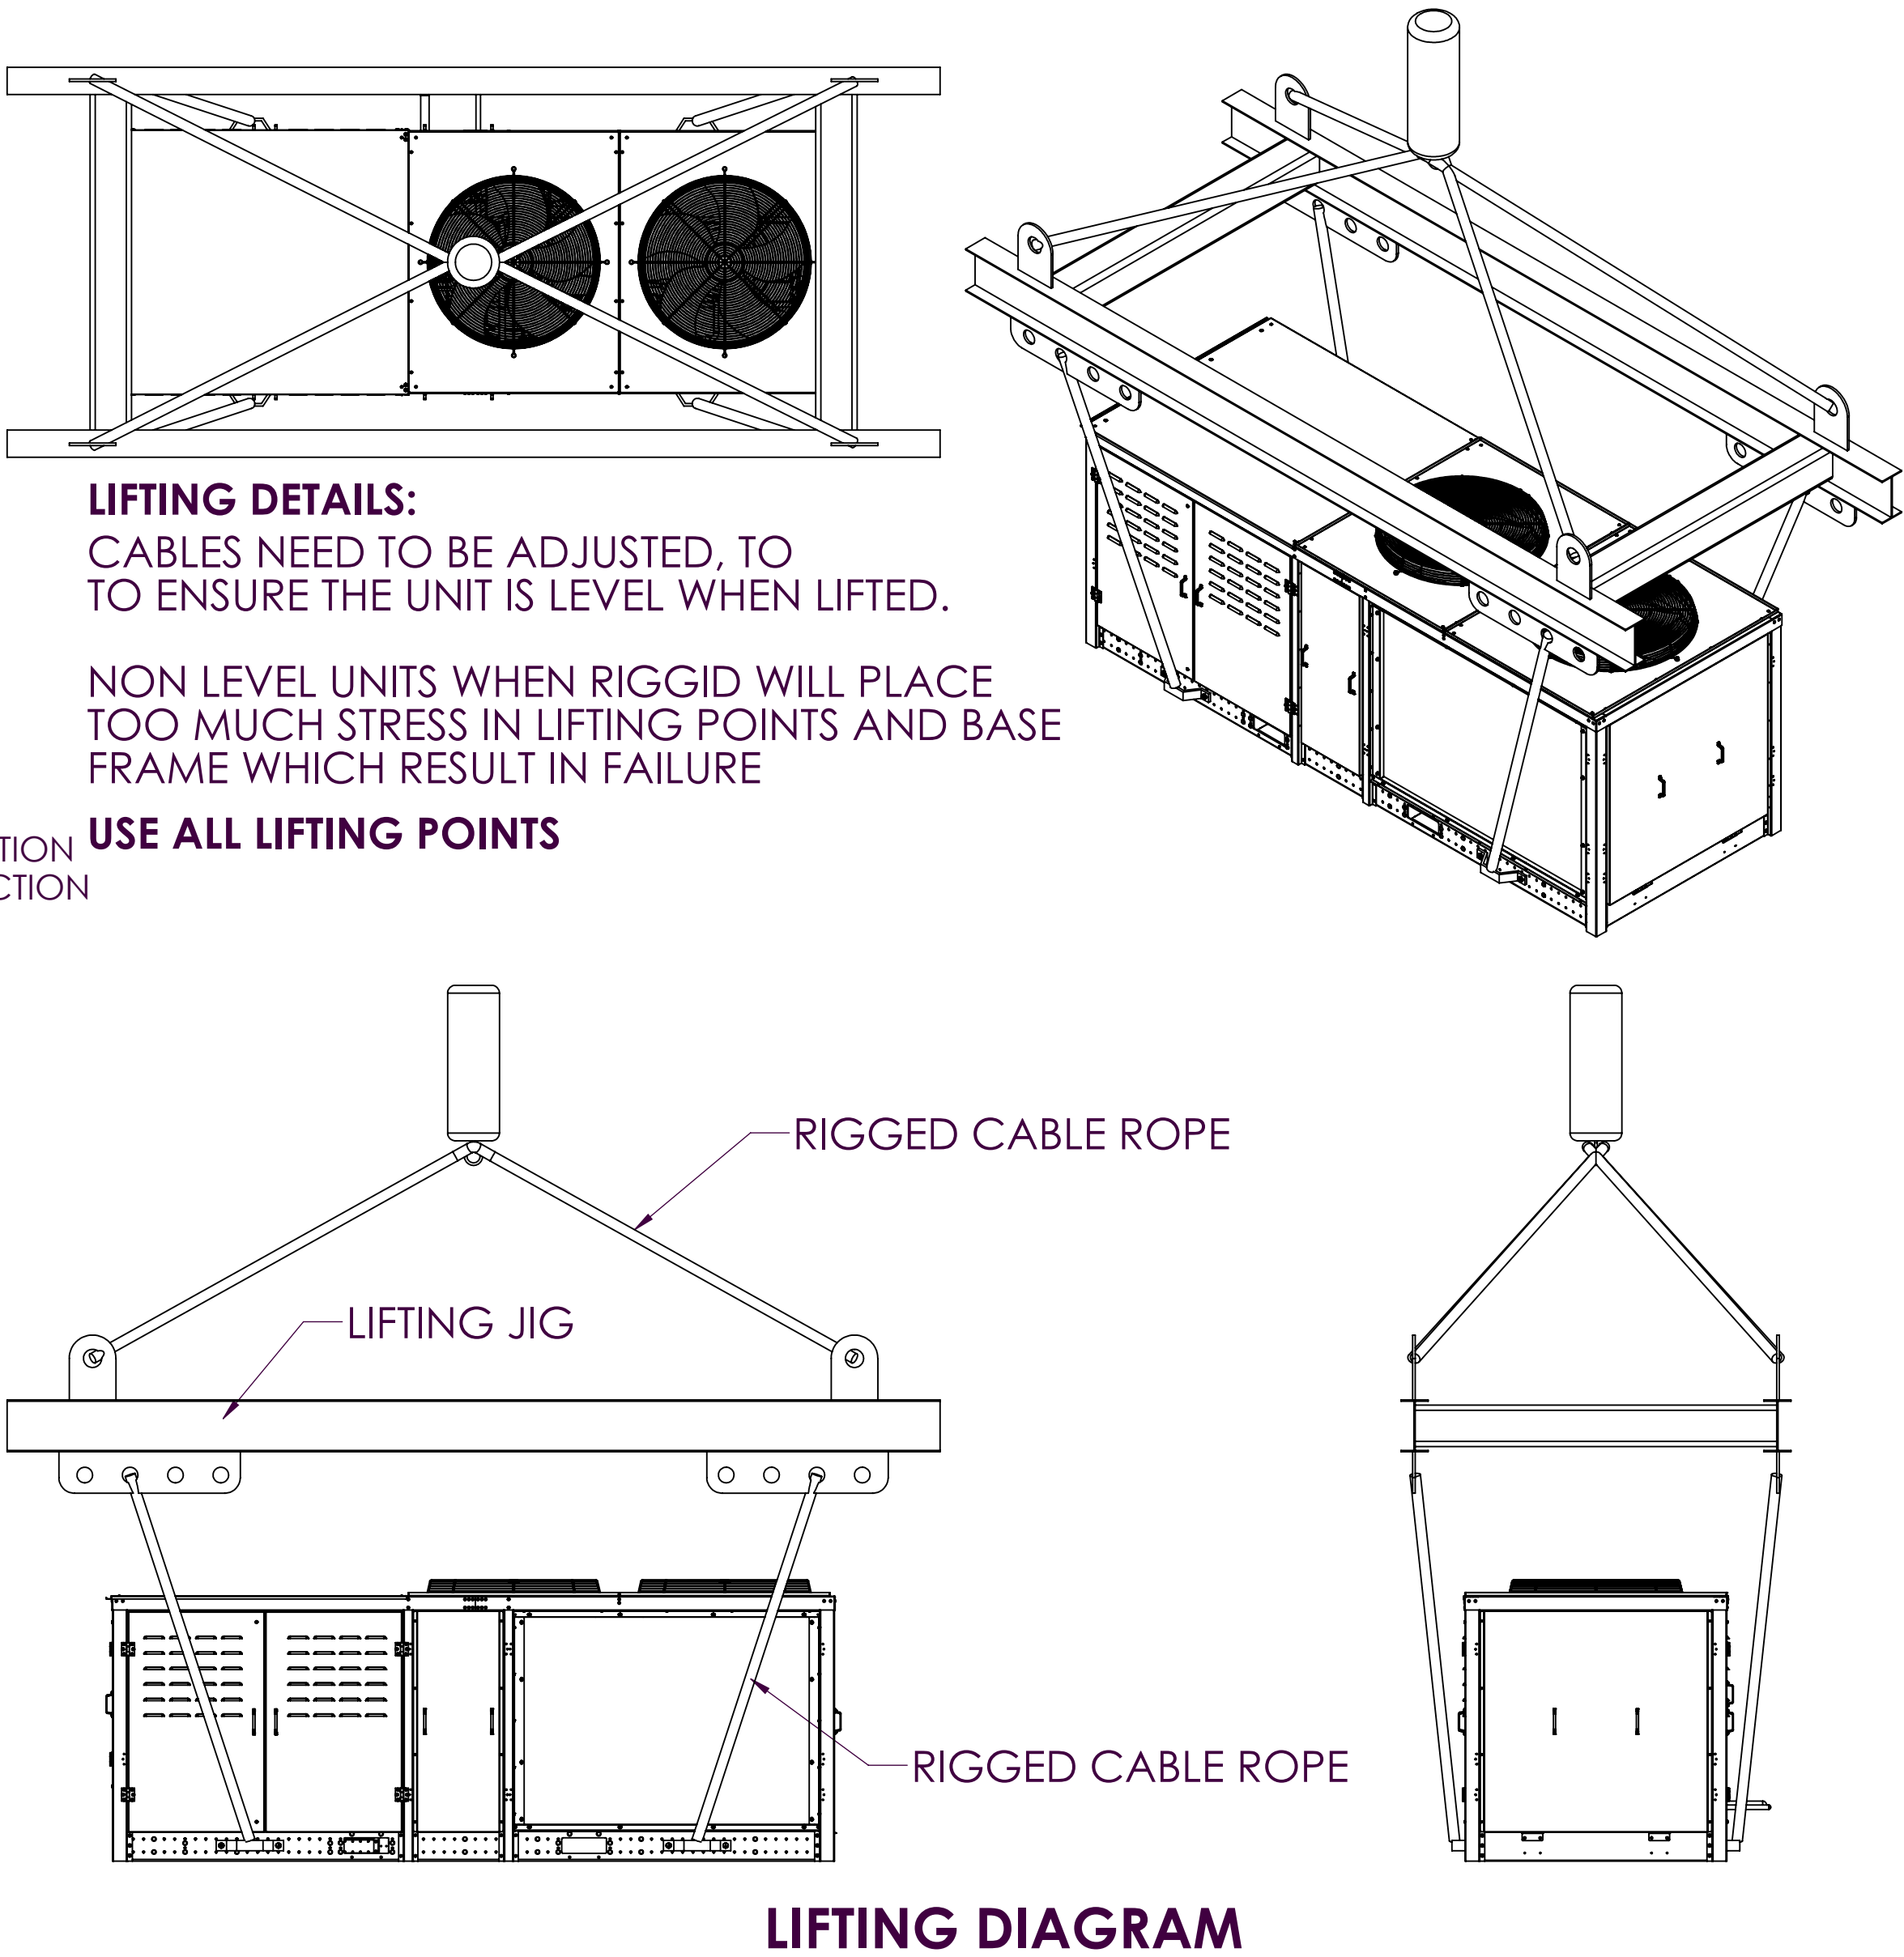 LIFTING DETAILS:
CABLES NEED TO BE ADJUSTED, TO
TO ENSURE THE UNIT IS LEVEL WHEN LIFTED.
NON LEVEL UNITS WHEN RIGGID WILL PLACE
TOO MUCH STRESS IN LIFTING POINTS AND BASE
FRAME WHICH RESULT IN FAILURE
USE ALL LIFTING POINTS
TION
CTION
RIGGED CABLE ROPE
LIFTING JIG
RIGGED CABLE ROPE
LIFTING DIAGRAM